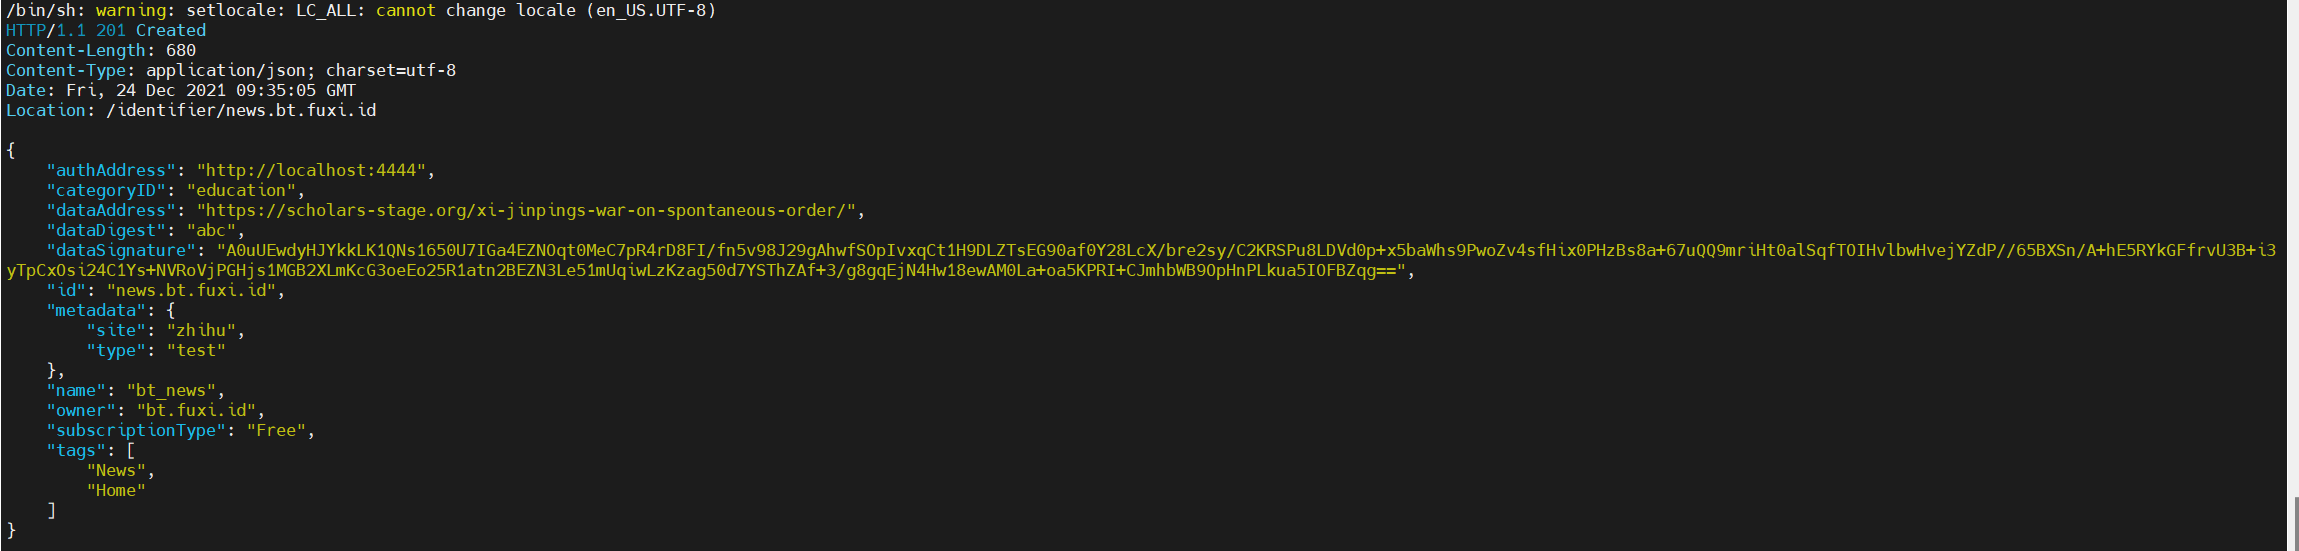 /bin/sh: warning: setlocale: LC_ALL: cannot change locale (en_US.UTF-8)
HTTP/1.1 201 Created
Content-Length: 680
Content-Type: application/json; charset=utf-8
Date: Fri, 24 Dec 2021 09:35:05 GMT
Location: /identifier/news.bt.fuxi.id

{
    "authAddress": "http://localhost:4444",
    "categoryID": "education",
    "dataAddress": "https://scholars-stage.org/xi-jinpings-war-on-spontaneous-order/",
    "dataDigest": "abc",
    "dataSignature": "A0uUEwdyHJYkkLK1QNs1650U7IGa4EZNOqt0MeC7pR4rD8FI/fn5v98J29gAhwfSOpIvxqCt1H9DLZTsEG90af0Y28LcX/bre2sy/C2KRSPu8LDVd0p+x5baWhs9PwoZv4sfHix0PHzBs8a+67uQQ9mriHt0alSqfTOIHvlbwHvejYZdP//65BXSn/A+hE5RYkGFfrvU3B+i3
yTpCxOsi24C1Ys+NVRoVjPGHjs1MGB2XLmKcG3oeEo25R1atn2BEZN3Le51mUqiwLzKzag50d7YSThZAf+3/g8gqEjN4Hw18ewAM0La+oa5KPRI+CJmhbWB9OpHnPLkua5IOFBZqg==",
    "id": "news.bt.fuxi.id",
    "metadata": {
        "site": "zhihu",
        "type": "test"
    },
    "name": "bt_news",
    "owner": "bt.fuxi.id",
    "subscriptionType": "Free",
    "tags": [
        "News",
        "Home"
    ]
}